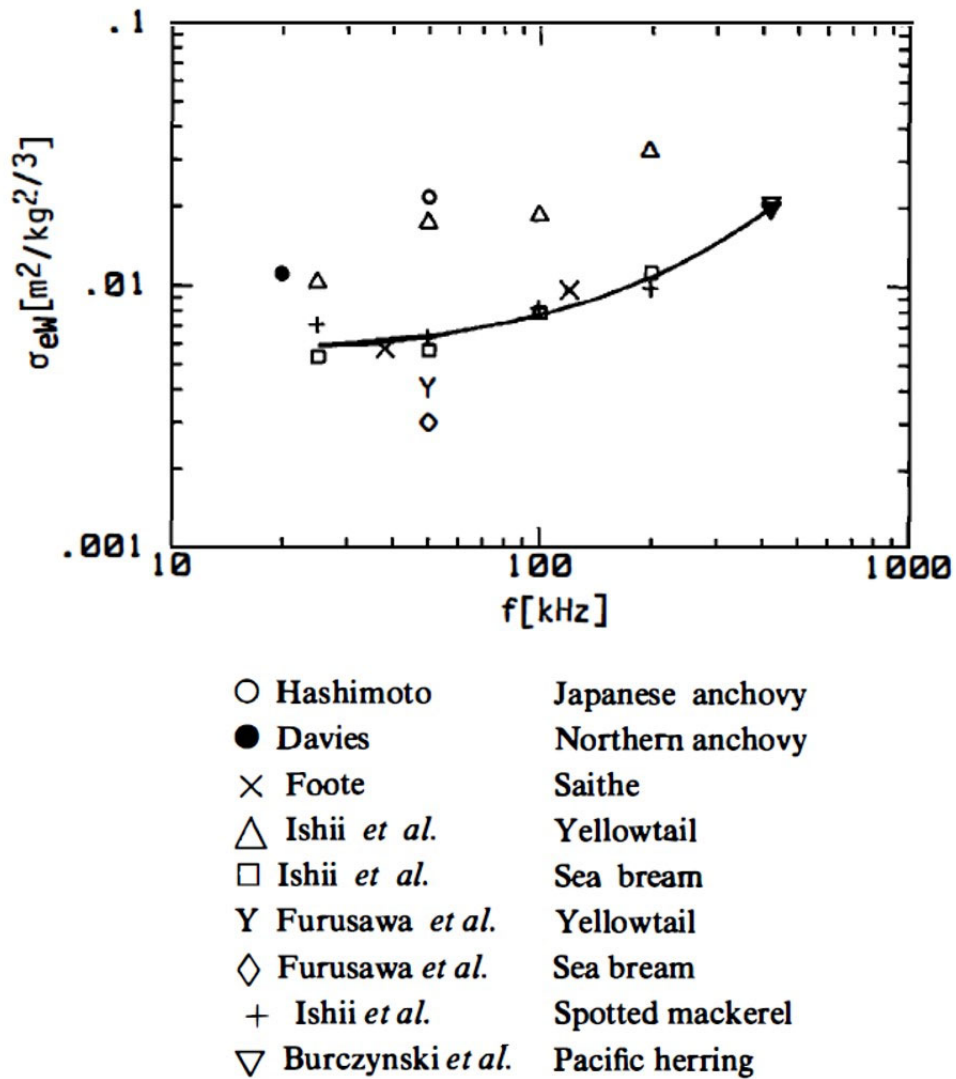 .1
.01
.001
σeW[m²/kg²/3]
10 100 1000
f[kHz]
○ Hashimoto Japanese anchovy
● Davies Northern anchovy
× Foote Saithe
△ Ishii et al. Yellowtail
□ Ishii et al. Sea bream
Y Furusawa et al. Yellowtail
◇ Furusawa et al. Sea bream
+ Ishii et al. Spotted mackerel
▽ Burczynski et al. Pacific herring